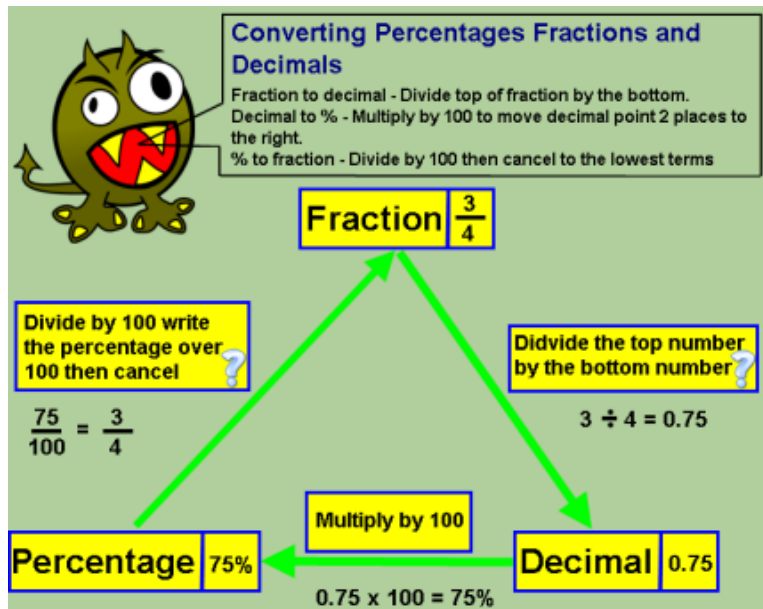 Converting Percentages Fractions and
Decimals
Fraction to decimal - Divide top of fraction by the bottom.
Decimal to % - Multiply by 100 to move decimal point 2 places to
the right.
% to fraction - Divide by 100 then cancel to the lowest terms
Fraction 3/4
Divide by 100 write
the percentage over
100 then cancel
?
75/100 = 3/4
Didvide the top number
by the bottom number
?
3 ÷ 4 = 0.75
Multiply by 100
Percentage 75%
Decimal 0.75
0.75 x 100 = 75%